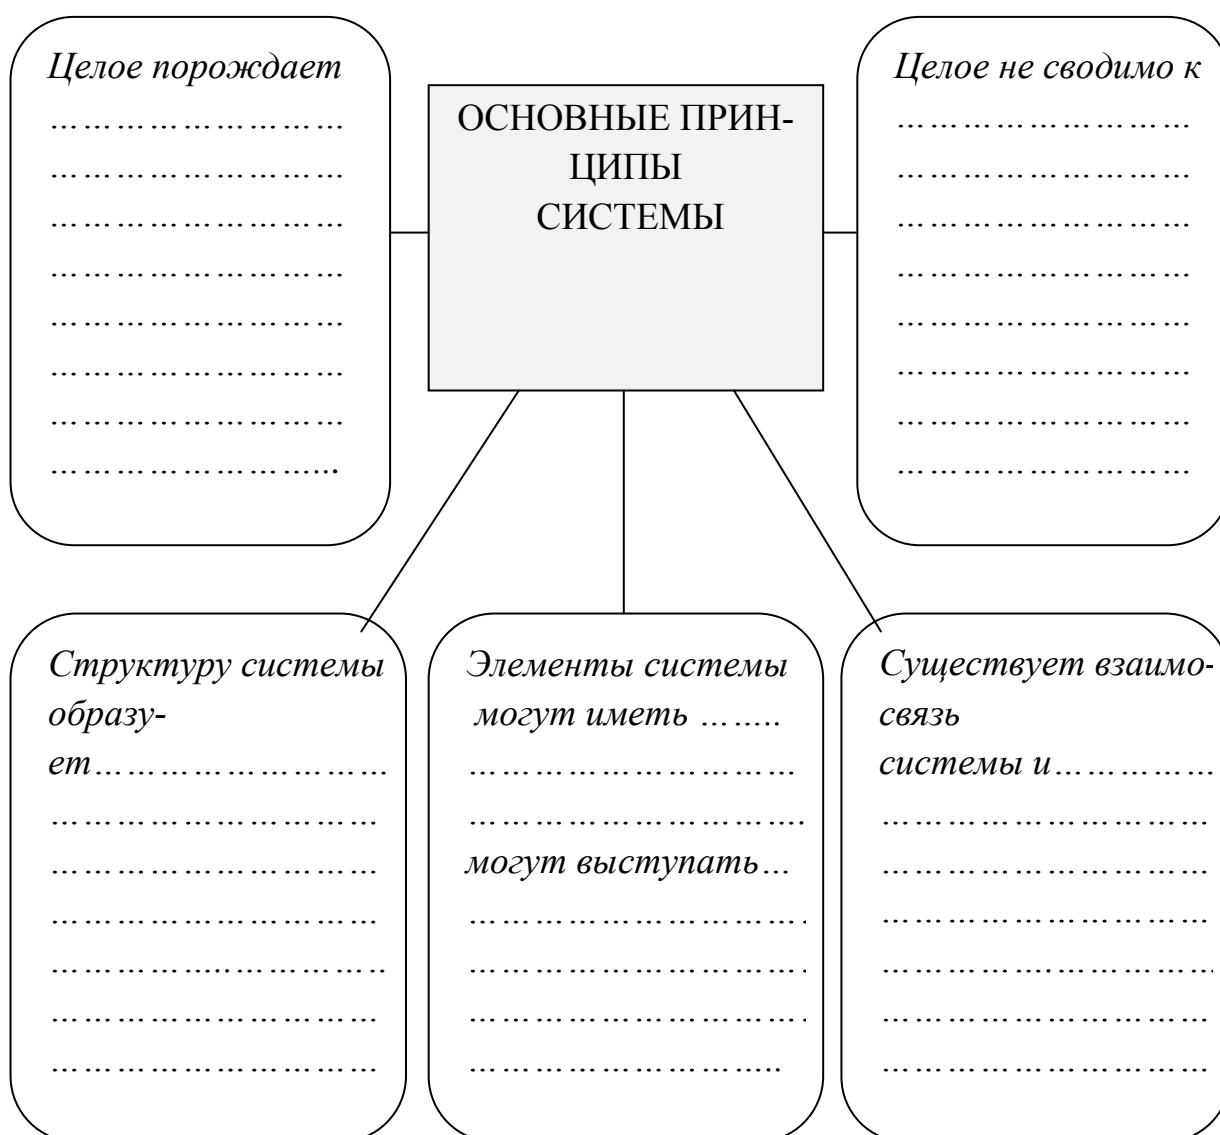 Целое порождает
………………………
………………………
………………………
………………………
………………………
………………………
………………………
……………………...
ОСНОВНЫЕ ПРИН-
ЦИПЫ
СИСТЕМЫ
Целое не сводимо к
………………………
………………………
………………………
………………………
………………………
………………………
………………………
………………………
Структуру системы
образу-
ет………………………
…………………………
…………………………
…………………………
……………..…………..
…………………………
…………………………
Элементы системы
могут иметь ……..
…………………………
……………………….
могут выступать…
………………………….
………………………….
………………………….
………………………..
Существует взаимо-
связь
системы и……………
…………………………
…………………………
…………………………
…………….……………
…………………………
…………………………